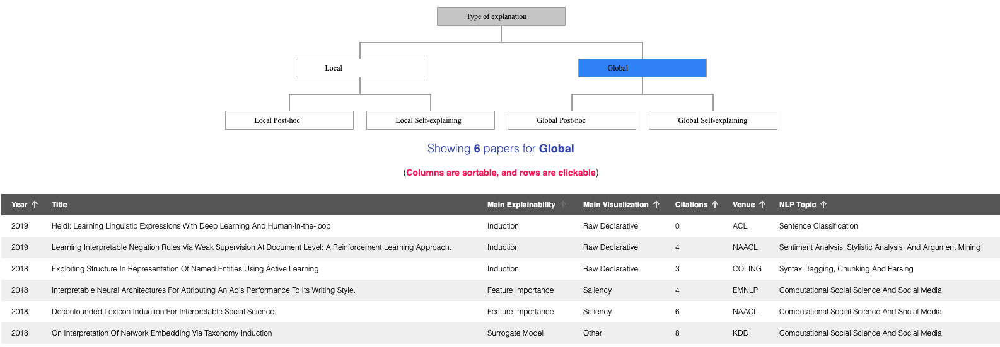 Type of explanation
Local
Global
Local Post-hoc
Local Self-explaining
Global Post-hoc
Global Self-explaining
Showing 6 papers for Global
(Columns are sortable, and rows are clickable)
Year ↑ Title Main Explainability ↑ Main Visualization ↑ Citations ↑ Venue ↑ NLP Topic ↑
2019 Heidl: Learning Linguistic Expressions With Deep Learning And Human-in-the-loop Induction Raw Declarative 0 ACL Sentence Classification
2019 Learning Interpretable Negation Rules Via Weak Supervision At Document Level: A Reinforcement Learning Approach. Induction Raw Declarative 4 NAACL Sentiment Analysis, Stylistic Analysis, And Argument Mining
2018 Exploiting Structure In Representation Of Named Entities Using Active Learning Induction Raw Declarative 3 COLING Syntax: Tagging, Chunking And Parsing
2018 Interpretable Neural Architectures For Attributing An Ad's Performance To Its Writing Style. Feature Importance Saliency 4 EMNLP Computational Social Science And Social Media
2018 Deconfounded Lexicon Induction For Interpretable Social Science. Feature Importance Saliency 6 NAACL Computational Social Science And Social Media
2018 On Interpretation Of Network Embedding Via Taxonomy Induction Surrogate Model Other 8 KDD Computational Social Science And Social Media